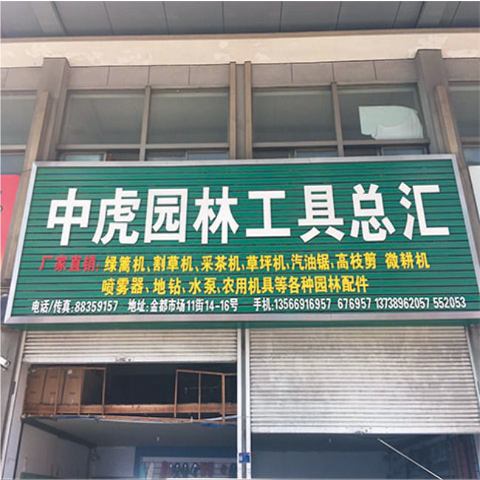 中虎园林工具总汇
厂家直销 绿篱机、割草机、采茶机、草坪机、汽油锯、高枝剪 微耕机
喷雾器、地钻、水泵、农用机具等各种园林配件
电话/传真:88359157 地址:金都市场11街14-16号 手机:13566916957 676957 13738962057 552053